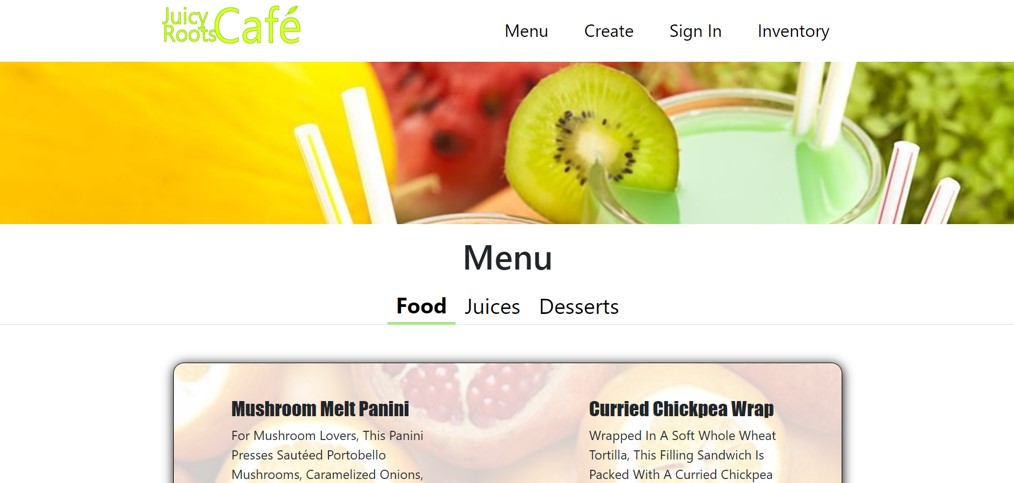 Juicy
Roots Café
Menu Create Sign In Inventory
Menu
Food Juices Desserts
Mushroom Melt Panini
For Mushroom Lovers, This Panini
Presses Sautéed Portobello
Mushrooms, Caramelized Onions,
Curried Chickpea Wrap
Wrapped In A Soft Whole Wheat
Tortilla, This Filling Sandwich Is
Packed With A Curried Chickpea